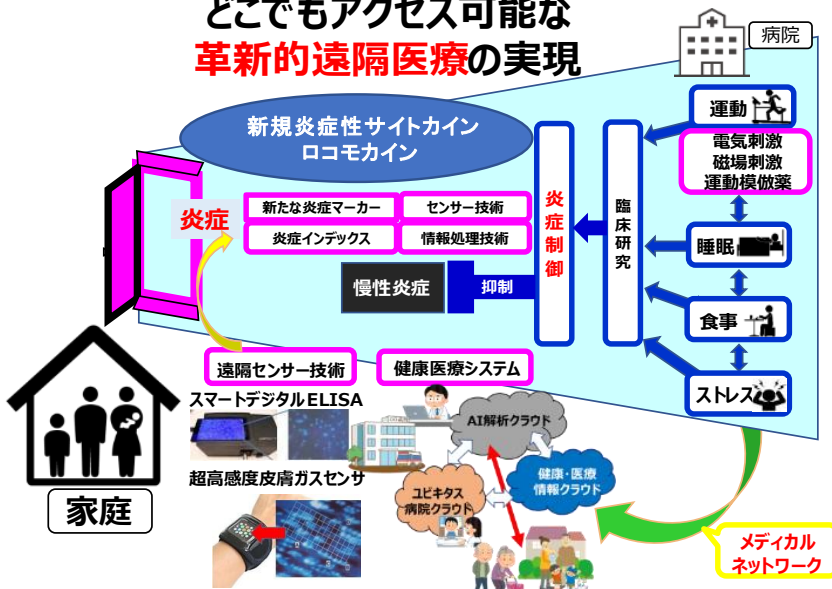 どこでもアクセス可能な
革新的遠隔医療の実現
病院
運動
電気刺激
磁場刺激
運動模倣薬
新規炎症性サイトカイン
ロコモカイン
炎症
新たな炎症マーカー
センサー技術
炎症インデックス
情報処理技術
炎症制御
臨床研究
睡眠
慢性炎症
抑制
食事
遠隔センサー技術
健康医療システム
ストレス
スマートデジタルELISA
AI解析クラウド
超高感度皮膚ガスセンサ
健康・医療
情報クラウド
ユビキタス
病院クラウド
家庭
メディカル
ネットワーク